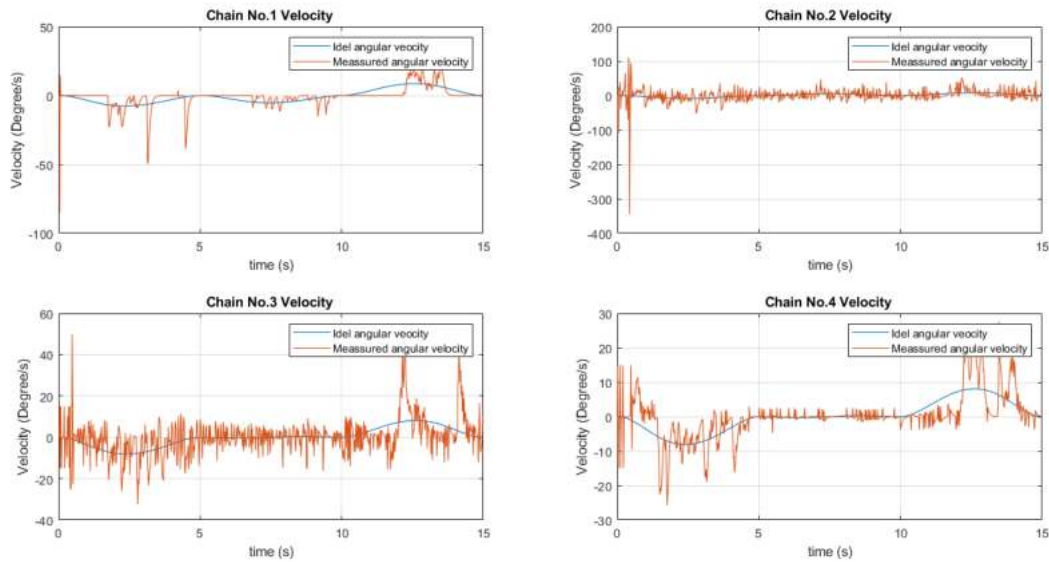 Chain No.1 Velocity
50
0
-50
-100
Velocity (Degree/s)
Idel angular veocity
Meassured angular velocity
0
5
10
15
time (s)
Chain No.2 Velocity
200
100
0
-100
-200
-300
-400
Velocity (Degree/s)
Idel angular veocity
Meassured angular velocity
0
5
10
15
time (s)
Chain No.3 Velocity
60
40
20
0
-20
-40
Velocity (Degree/s)
Idel angular veocity
Meassured angular velocity
0
5
10
15
time (s)
Chain No.4 Velocity
30
20
10
0
-10
-20
-30
Velocity (Degree/s)
Idel angular veocity
Meassured angular velocity
0
5
10
15
time (s)